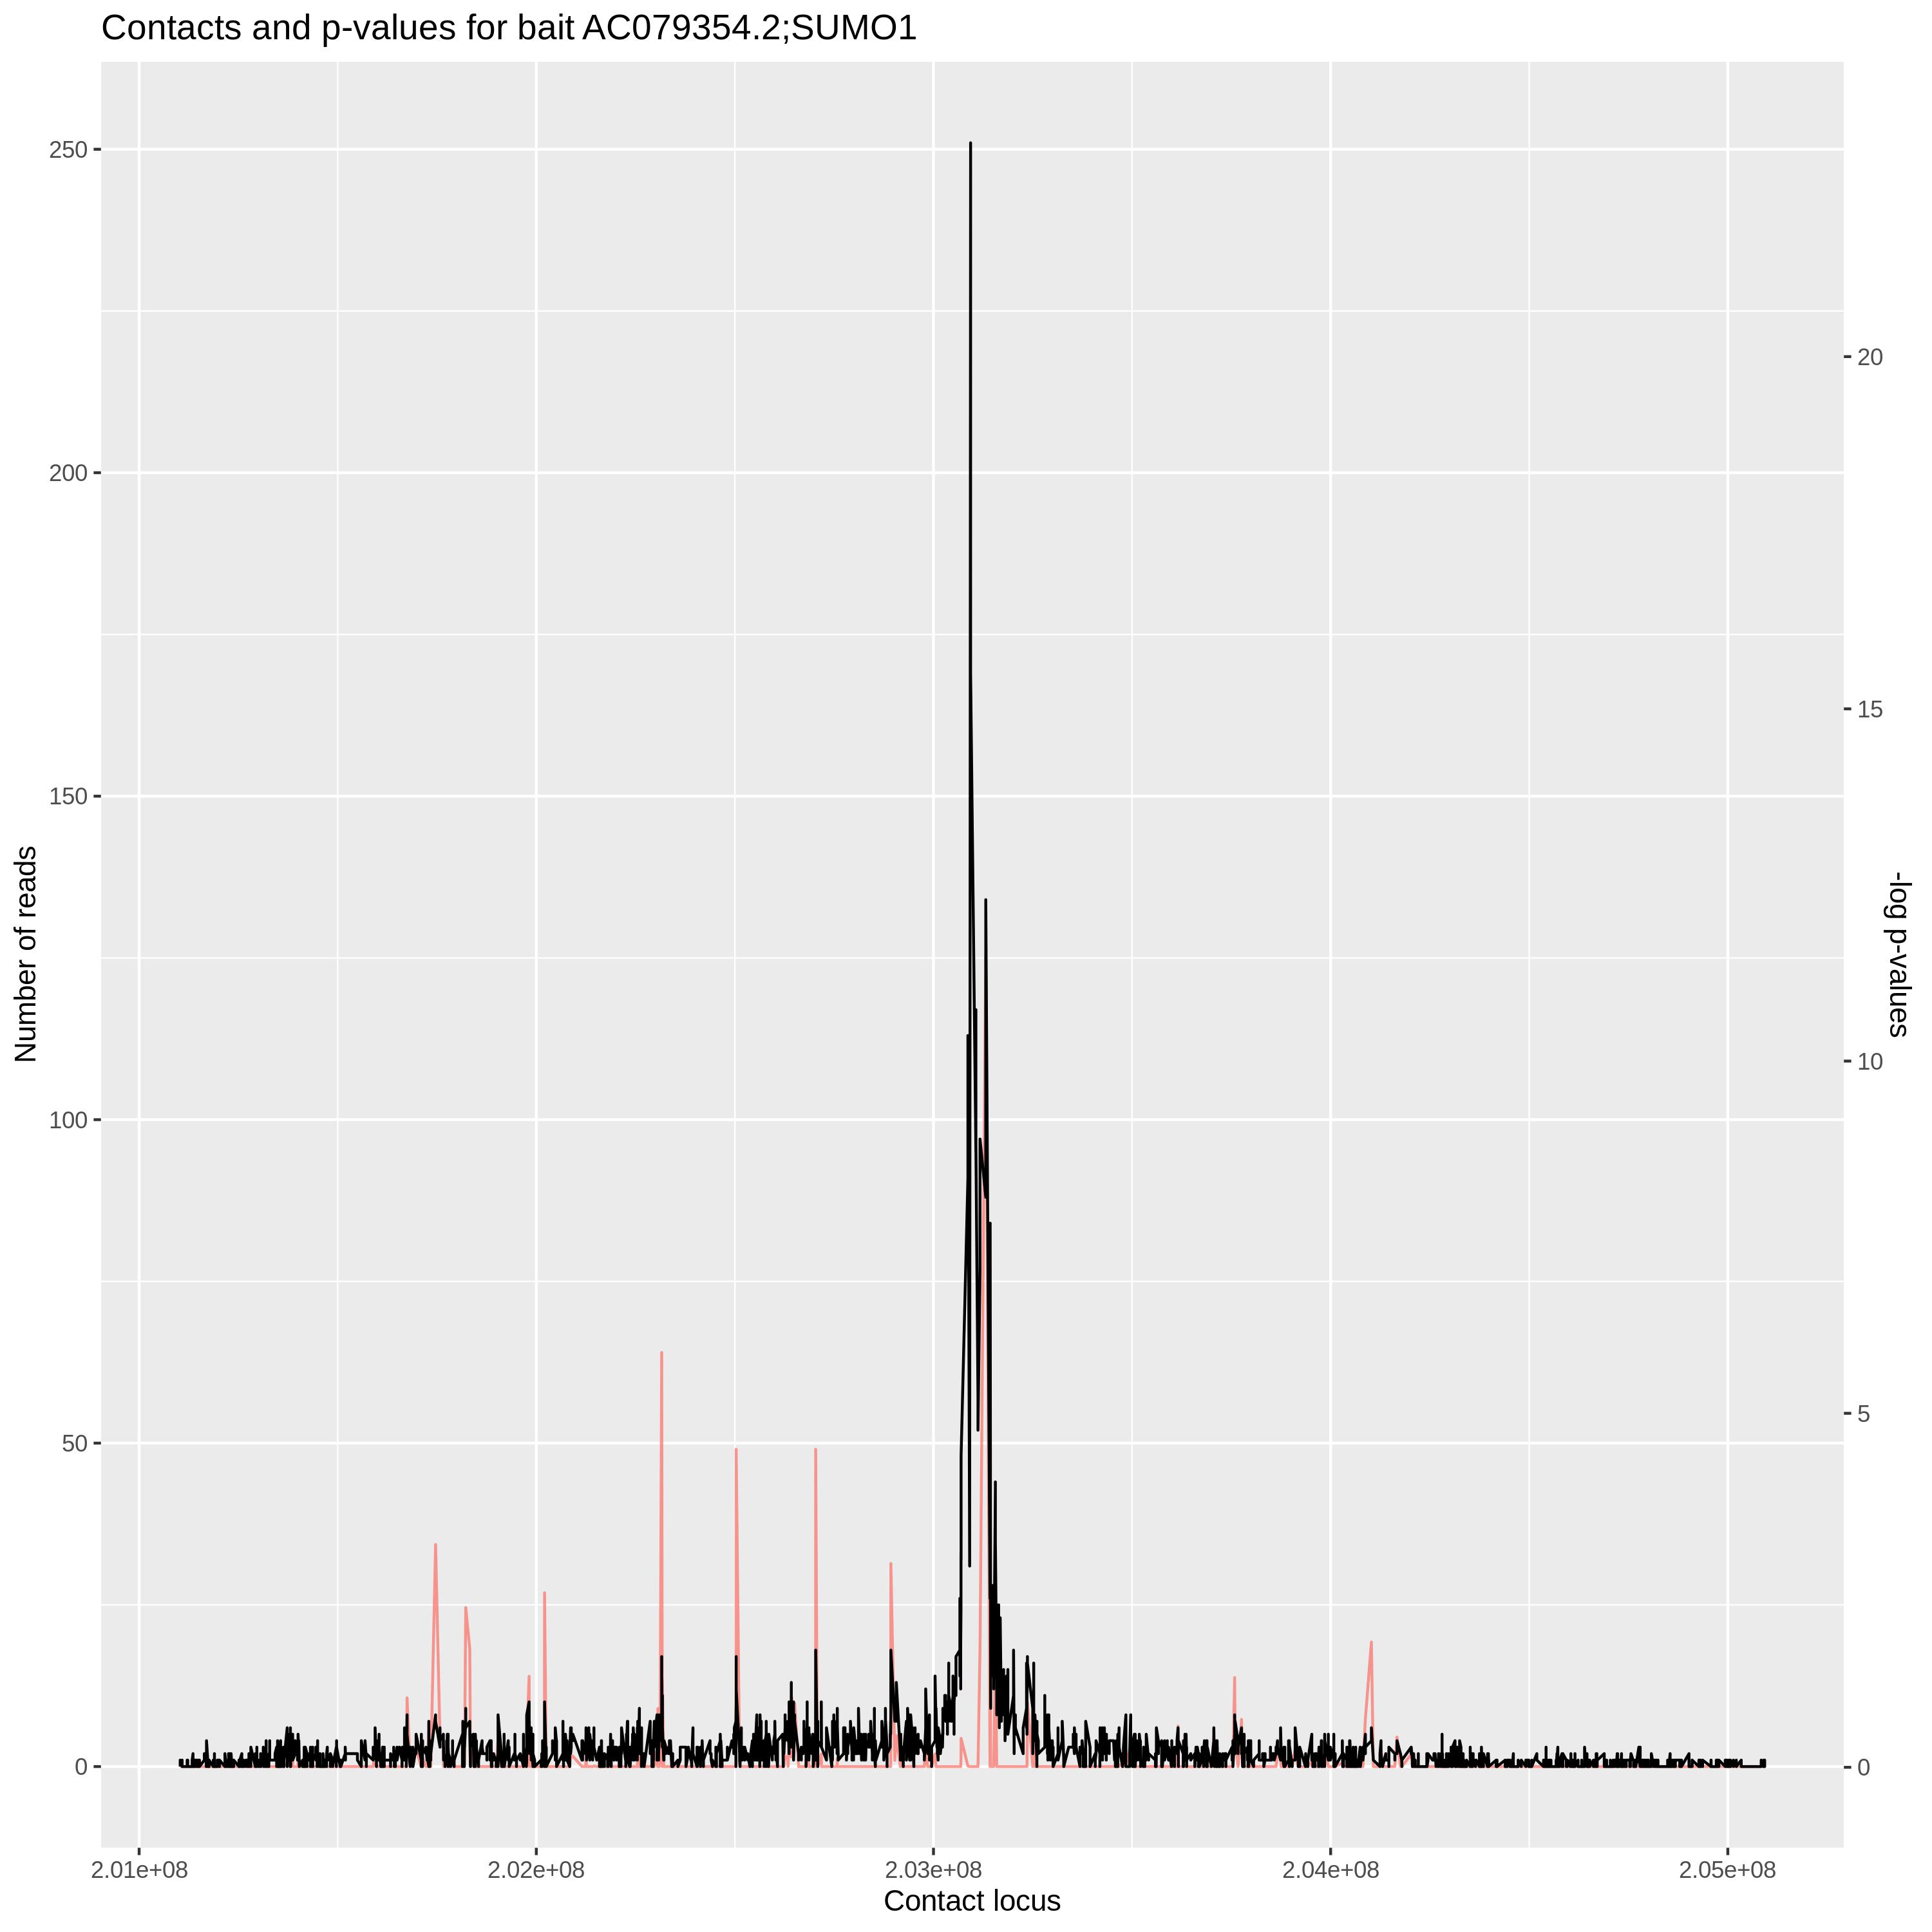 Contacts and p-values for bait AC079354.2;SUMO1
250
200
150
100
50
0
Number of reads
20
15
10
5
0
-log p-values
2.01e+08 2.02e+08 2.03e+08 2.04e+08 2.05e+08
Contact locus